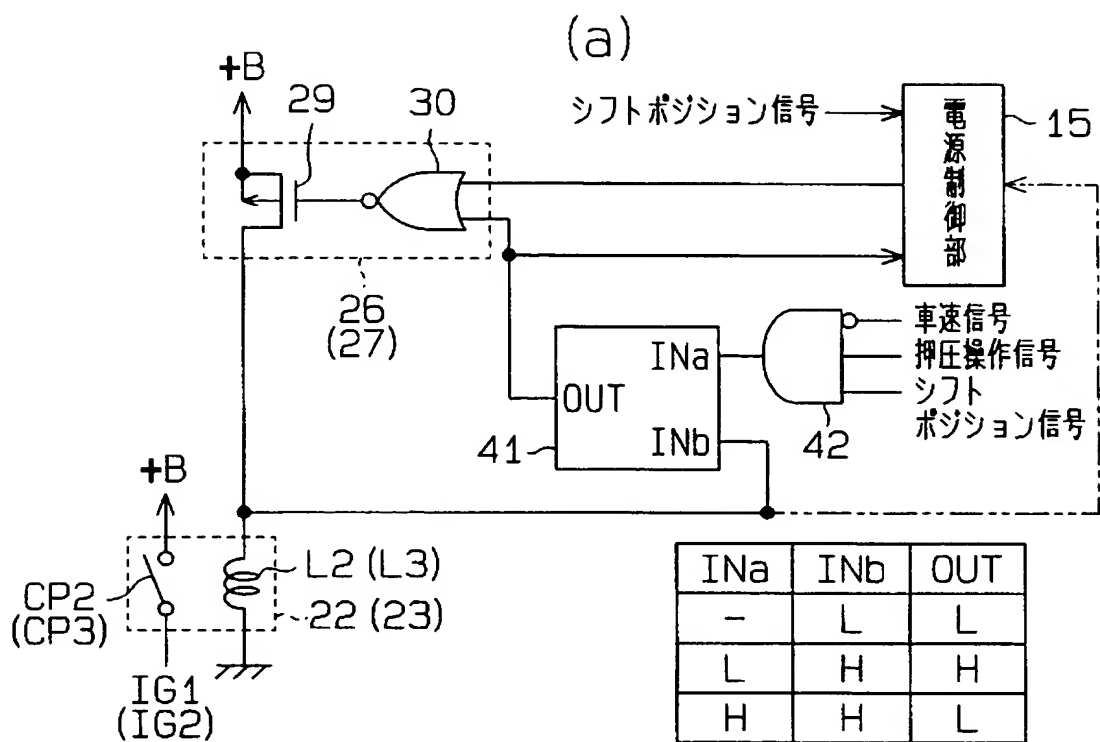 (a)
+B
29
30
シフトポジション信号
電源制御部
15
26
(27)
車速信号
押圧操作信号
シフト
ポジション信号
INa
OUT
INb
41
42
+B
CP2
(CP3)
L2 (L3)
22 (23)
IG1
(IG2)
INa INb OUT
- L L
L H H
H H L